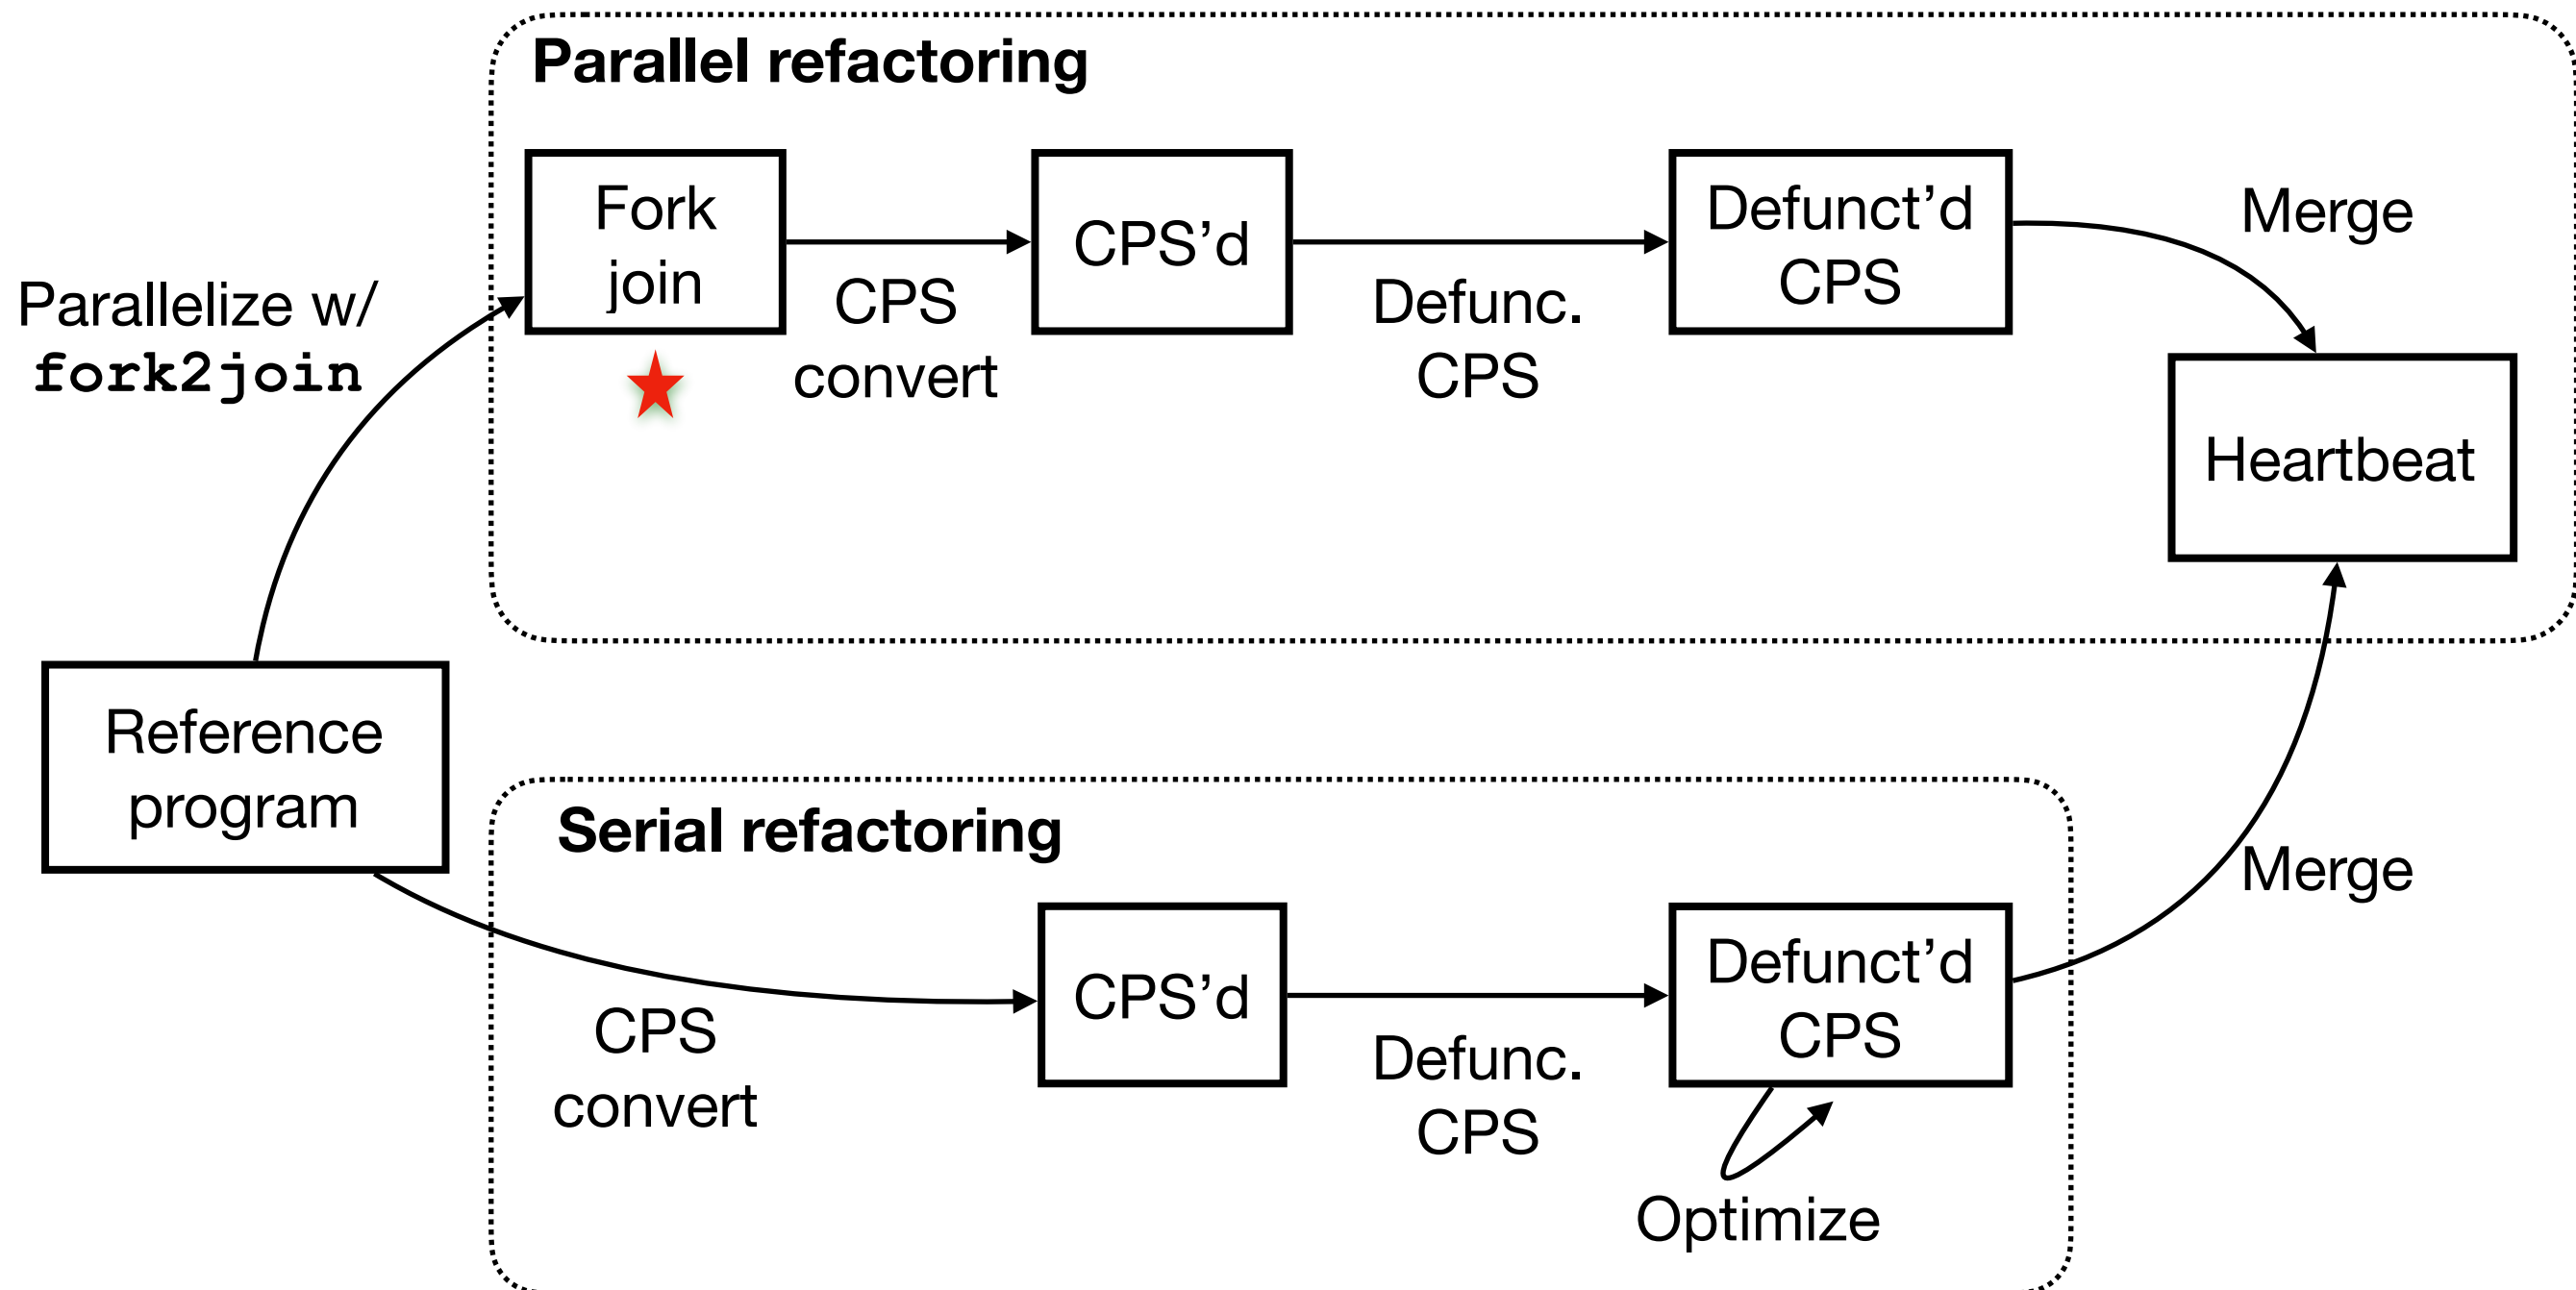 Parallel refactoring
Fork
join
CPS'd
Defunct'd
CPS
Merge
Parallelize w/
fork2join
CPS
convert
Defunc.
CPS
Heartbeat
Reference
program
Serial refactoring
CPS'd
Defunct'd
CPS
Merge
CPS
convert
Defunc.
CPS
Optimize